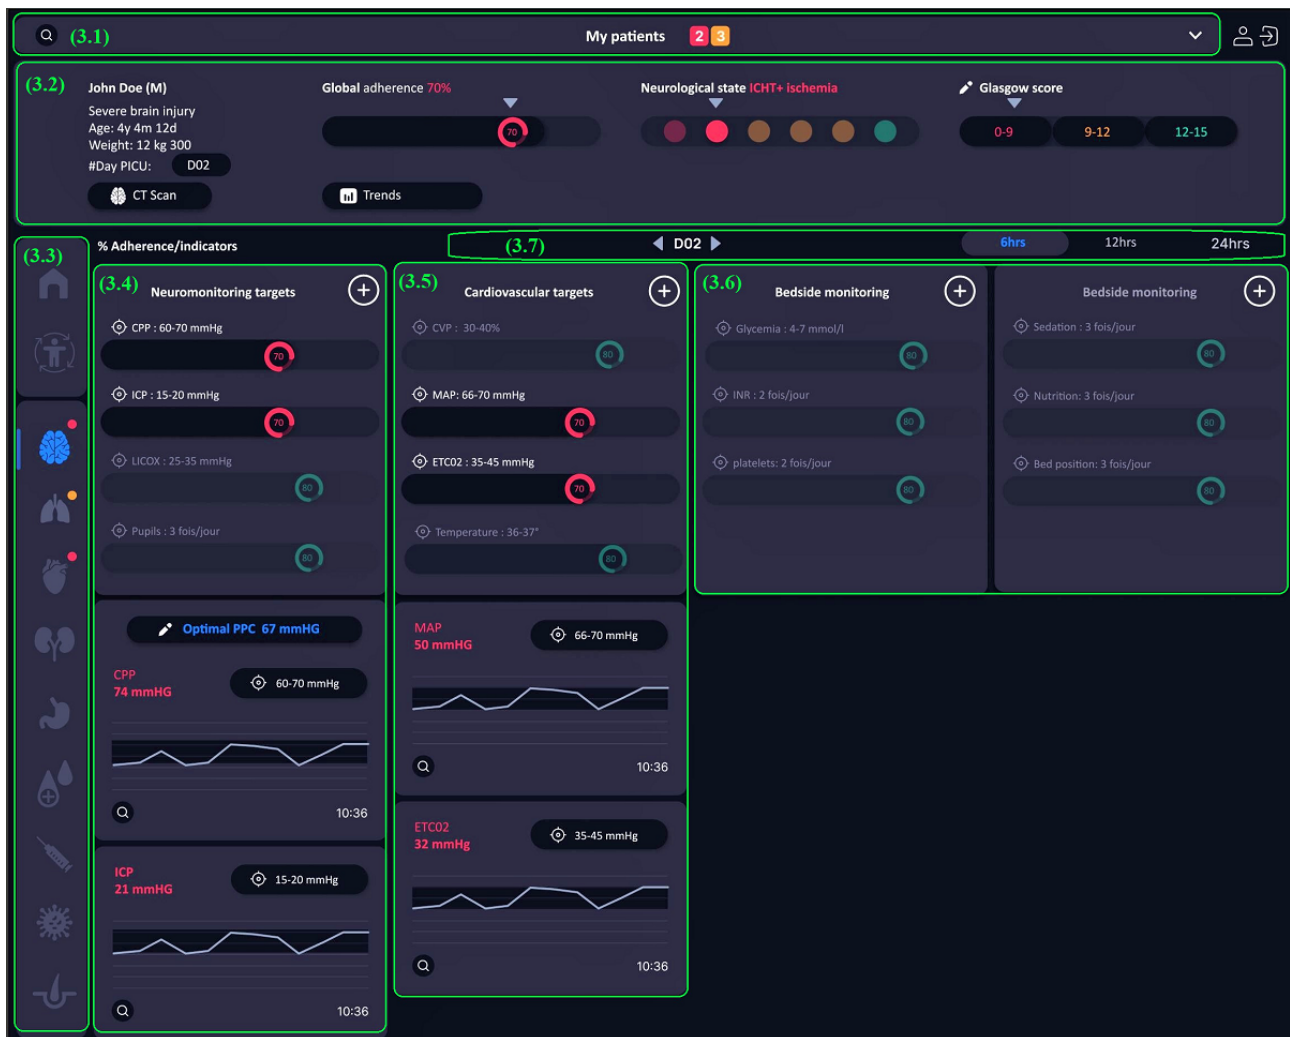 (3.1)
My patients 2 3
(3.2)
John Doe (M)
Severe brain injury
Age: 4y 4m 12d
Weight: 12 kg 300
#Day PICU: D02
CT Scan
Global adherence 70%
70
Trends
Neurological state ICHT+ ischemia
Glasgow score
0-9 9-12 12-15
(3.3)
% Adherence/indicators
(3.7) D02 6hrs 12hrs 24hrs
(3.4) Neuromonitoring targets
CPP : 60-70 mmHg
70
ICP : 15-20 mmHg
70
LICOX : 25-35 mmHg
80
Pupils : 3 fois/jour
80
Optimal PPC 67 mmHG
CPP
74 mmHG
60-70 mmHg
10:36
ICP
21 mmHG
15-20 mmHg
10:36
(3.5) Cardiovascular targets
CVP : 30-40%
80
MAP: 66-70 mmHg
70
ETC02 : 35-45 mmHg
70
Temperature : 36-37°
80
MAP
50 mmHG
66-70 mmHg
10:36
ETC02
32 mmHg
35-45 mmHg
10:36
(3.6) Bedside monitoring
Glycemia : 4-7 mmol/l
80
INR : 2 fois/jour
80
platelets: 2 fois/jour
80
Bedside monitoring
Sedation : 3 fois/jour
80
Nutrition: 3 fois/jour
80
Bed position: 3 fois/jour
80